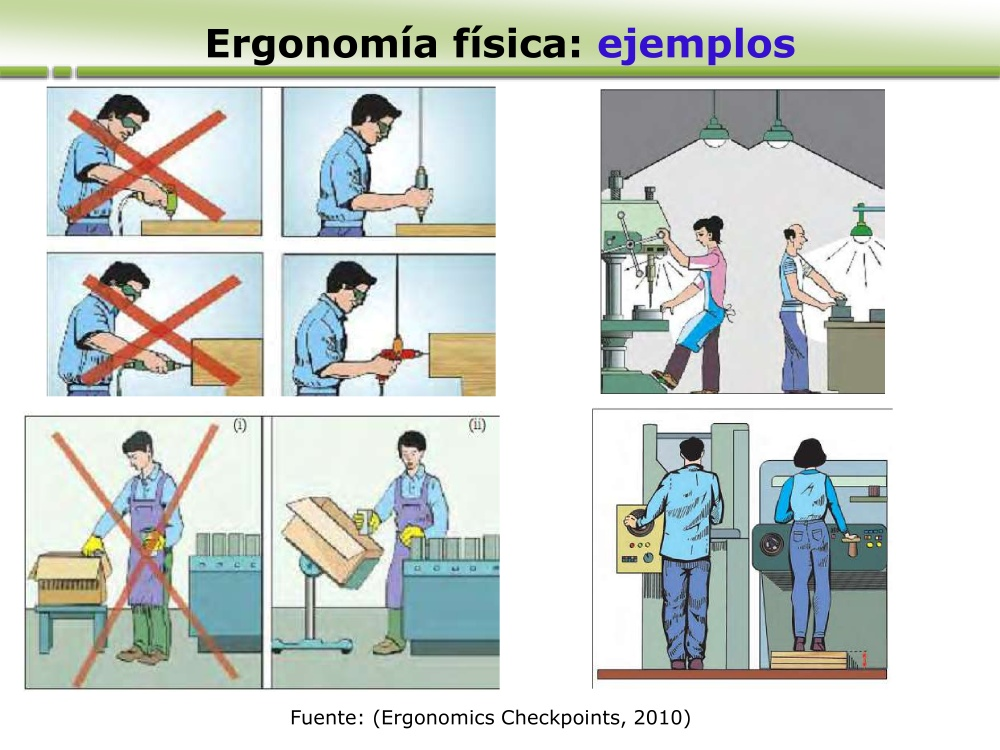 Ergonomía física: ejemplos
(i)
(ii)
Fuente: (Ergonomics Checkpoints, 2010)